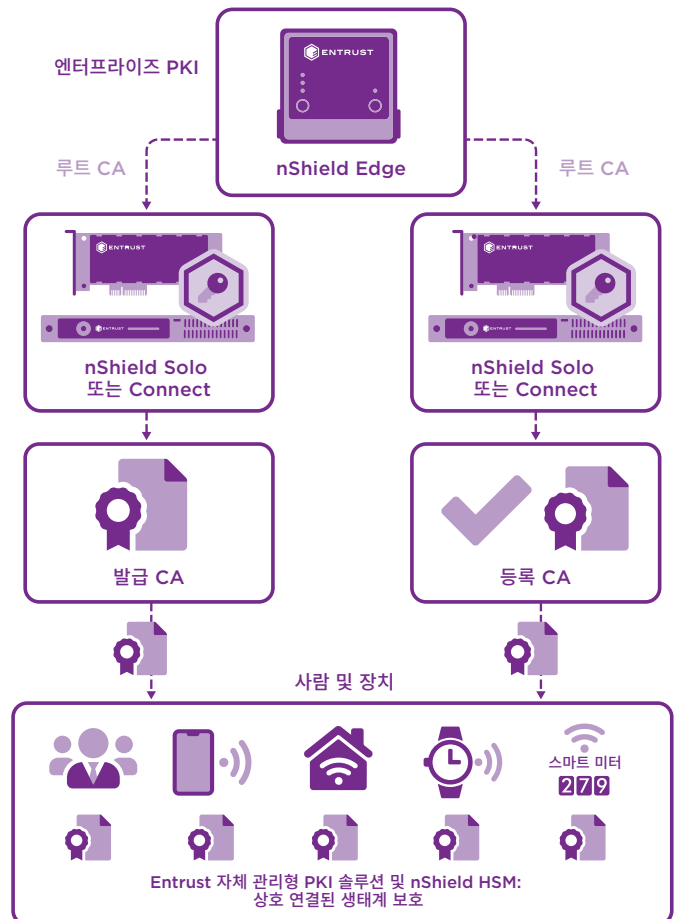 엔터프라이즈 PKI
ENTRUST
nShield Edge
루트 CA
루트 CA
ENTRUST
ENTRUST
nShield Solo
또는 Connect
ENTRUST
ENTRUST
nShield Solo
또는 Connect
발급 CA
등록 CA
사람 및 장치
스마트 미터
279
Entrust 자체 관리형 PKI 솔루션 및 nShield HSM:
상호 연결된 생태계 보호